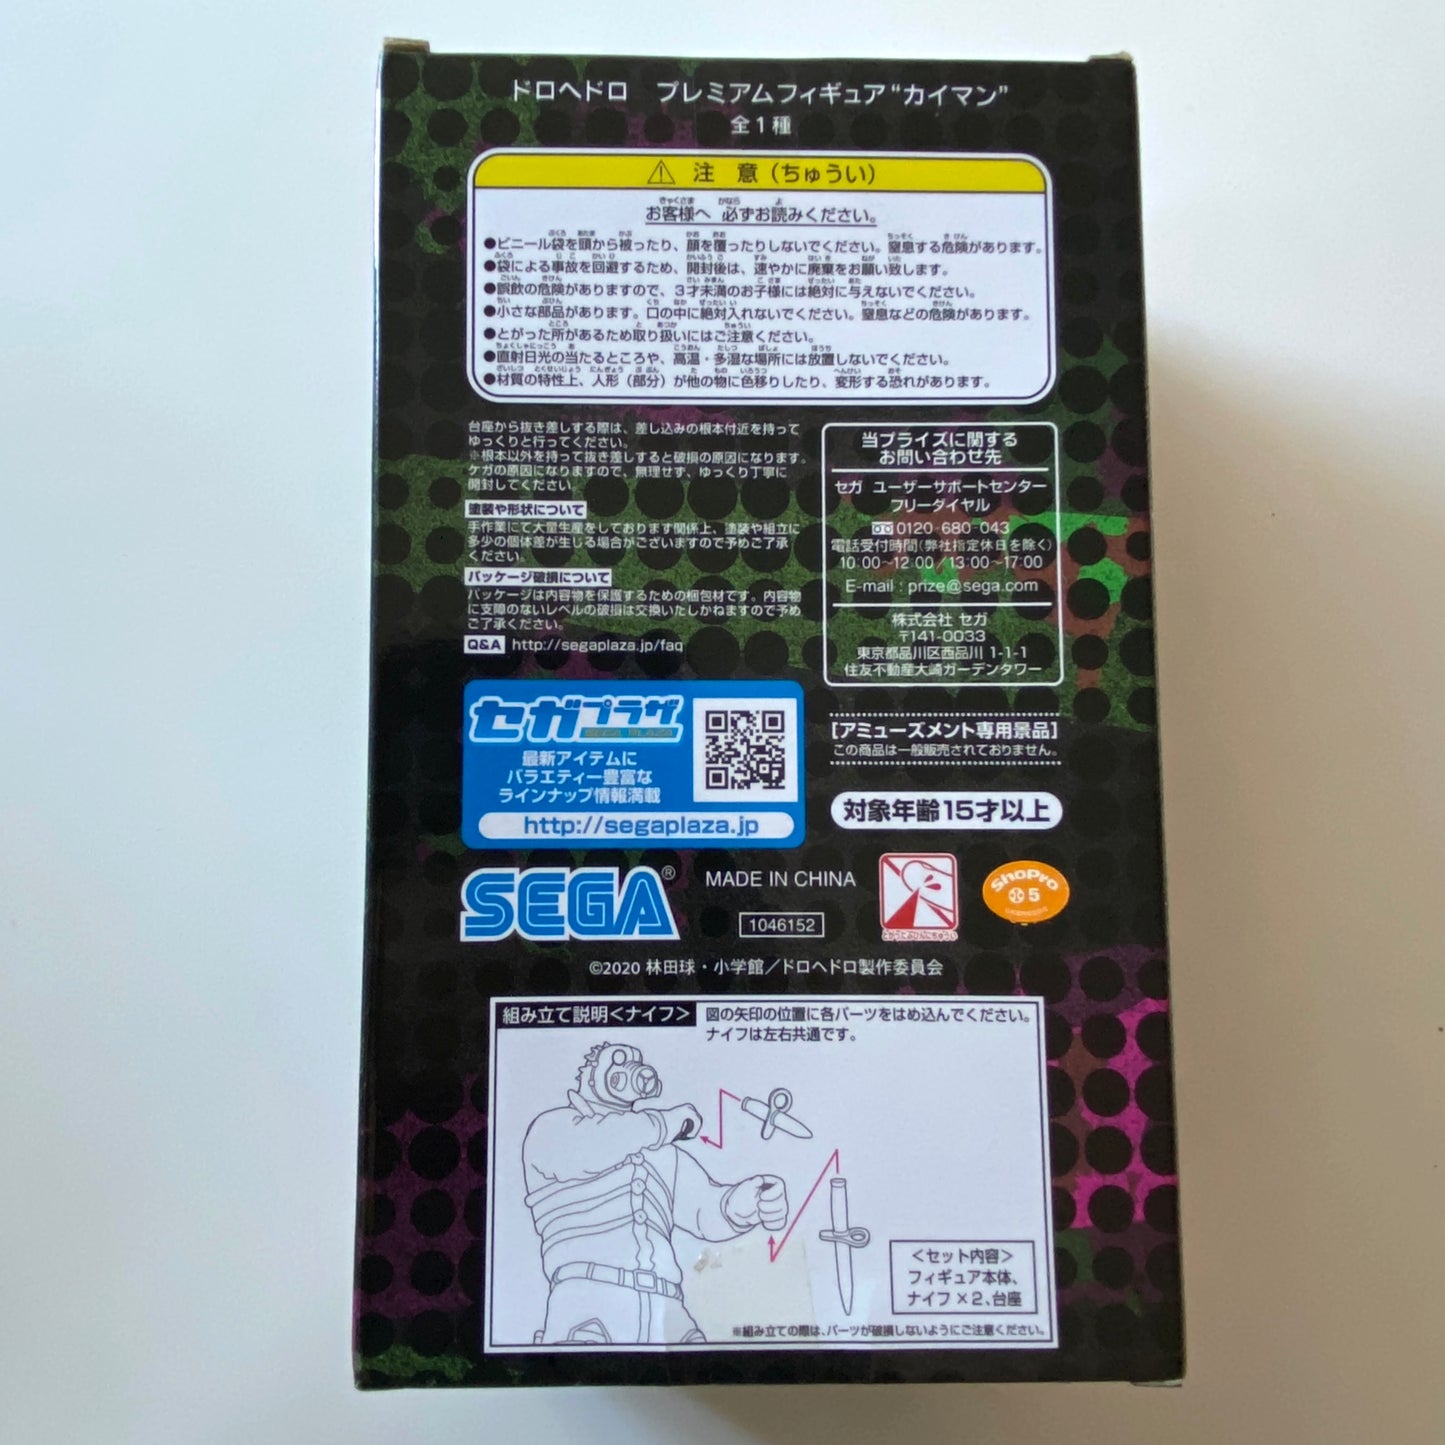 ドロヘドロ　プレミアムフィギュア“カイマン”
全1種
⚠ 注　意（ちゅうい）
お客様へ 必ずお読みください。
●ビニール袋を頭から被ったり、顔を覆ったりしないでください。窒息する危険があります。
●袋による事故を回避するため、開封後は、速やかに廃棄をお願い致します。
●誤飲の危険がありますので、3才未満のお子様には絶対に与えないでください。
●小さな部品があります。口の中に絶対入れないでください。窒息などの危険があります。
●とがった所があるため取り扱いにはご注意ください。
●直射日光の当たるところや、高温・多湿な場所には放置しないでください。
●材質の特性上、人形（部分）が他の物に色移りしたり、変形する恐れがあります。
台座から抜き差しする際は、差し込みの根本付近を持って
ゆっくりと行ってください。
※根本以外を持って抜き差しすると破損の原因になります。
ケガの原因になりますので、無理せず、ゆっくり丁寧に
開封してください。
塗装や形状について
手作業にて大量生産をしております関係上、塗装や組立に
多少の個体差が生じる場合がございますので予めご了承
ください。
パッケージ破損について
パッケージは内容物を保護するための梱包材です。内容物
に支障のないレベルの破損は交換いたしかねますので予め
ご了承ください。
Q&A http://segaplaza.jp/faq
当プライズに関する
お問い合わせ先
セガ ユーザーサポートセンター
フリーダイヤル
0120-680-043
電話受付時間（弊社指定休日を除く）
10:00～12:00／13:00～17:00
E-mail : prize@sega.com
株式会社 セガ
〒141-0033
東京都品川区西品川 1-1-1
住友不動産大崎ガーデンタワー
セガプラザ
SEGA PLAZA
最新アイテムに
バラエティー豊富な
ラインナップ情報満載
http://segaplaza.jp
［アミューズメント専用景品］
この商品は一般販売されておりません。
対象年齢15才以上
SEGA®
MADE IN CHINA
1046152
とがったぶひんにちゅうい
ShoPro
5
©2020 林田球・小学館／ドロヘドロ製作委員会
組み立て説明＜ナイフ＞
図の矢印の位置に各パーツをはめ込んでください。
ナイフは左右共通です。
＜セット内容＞
フィギュア本体、
ナイフ×2、台座
※組み立ての際は、パーツが破損しないようにご注意ください。